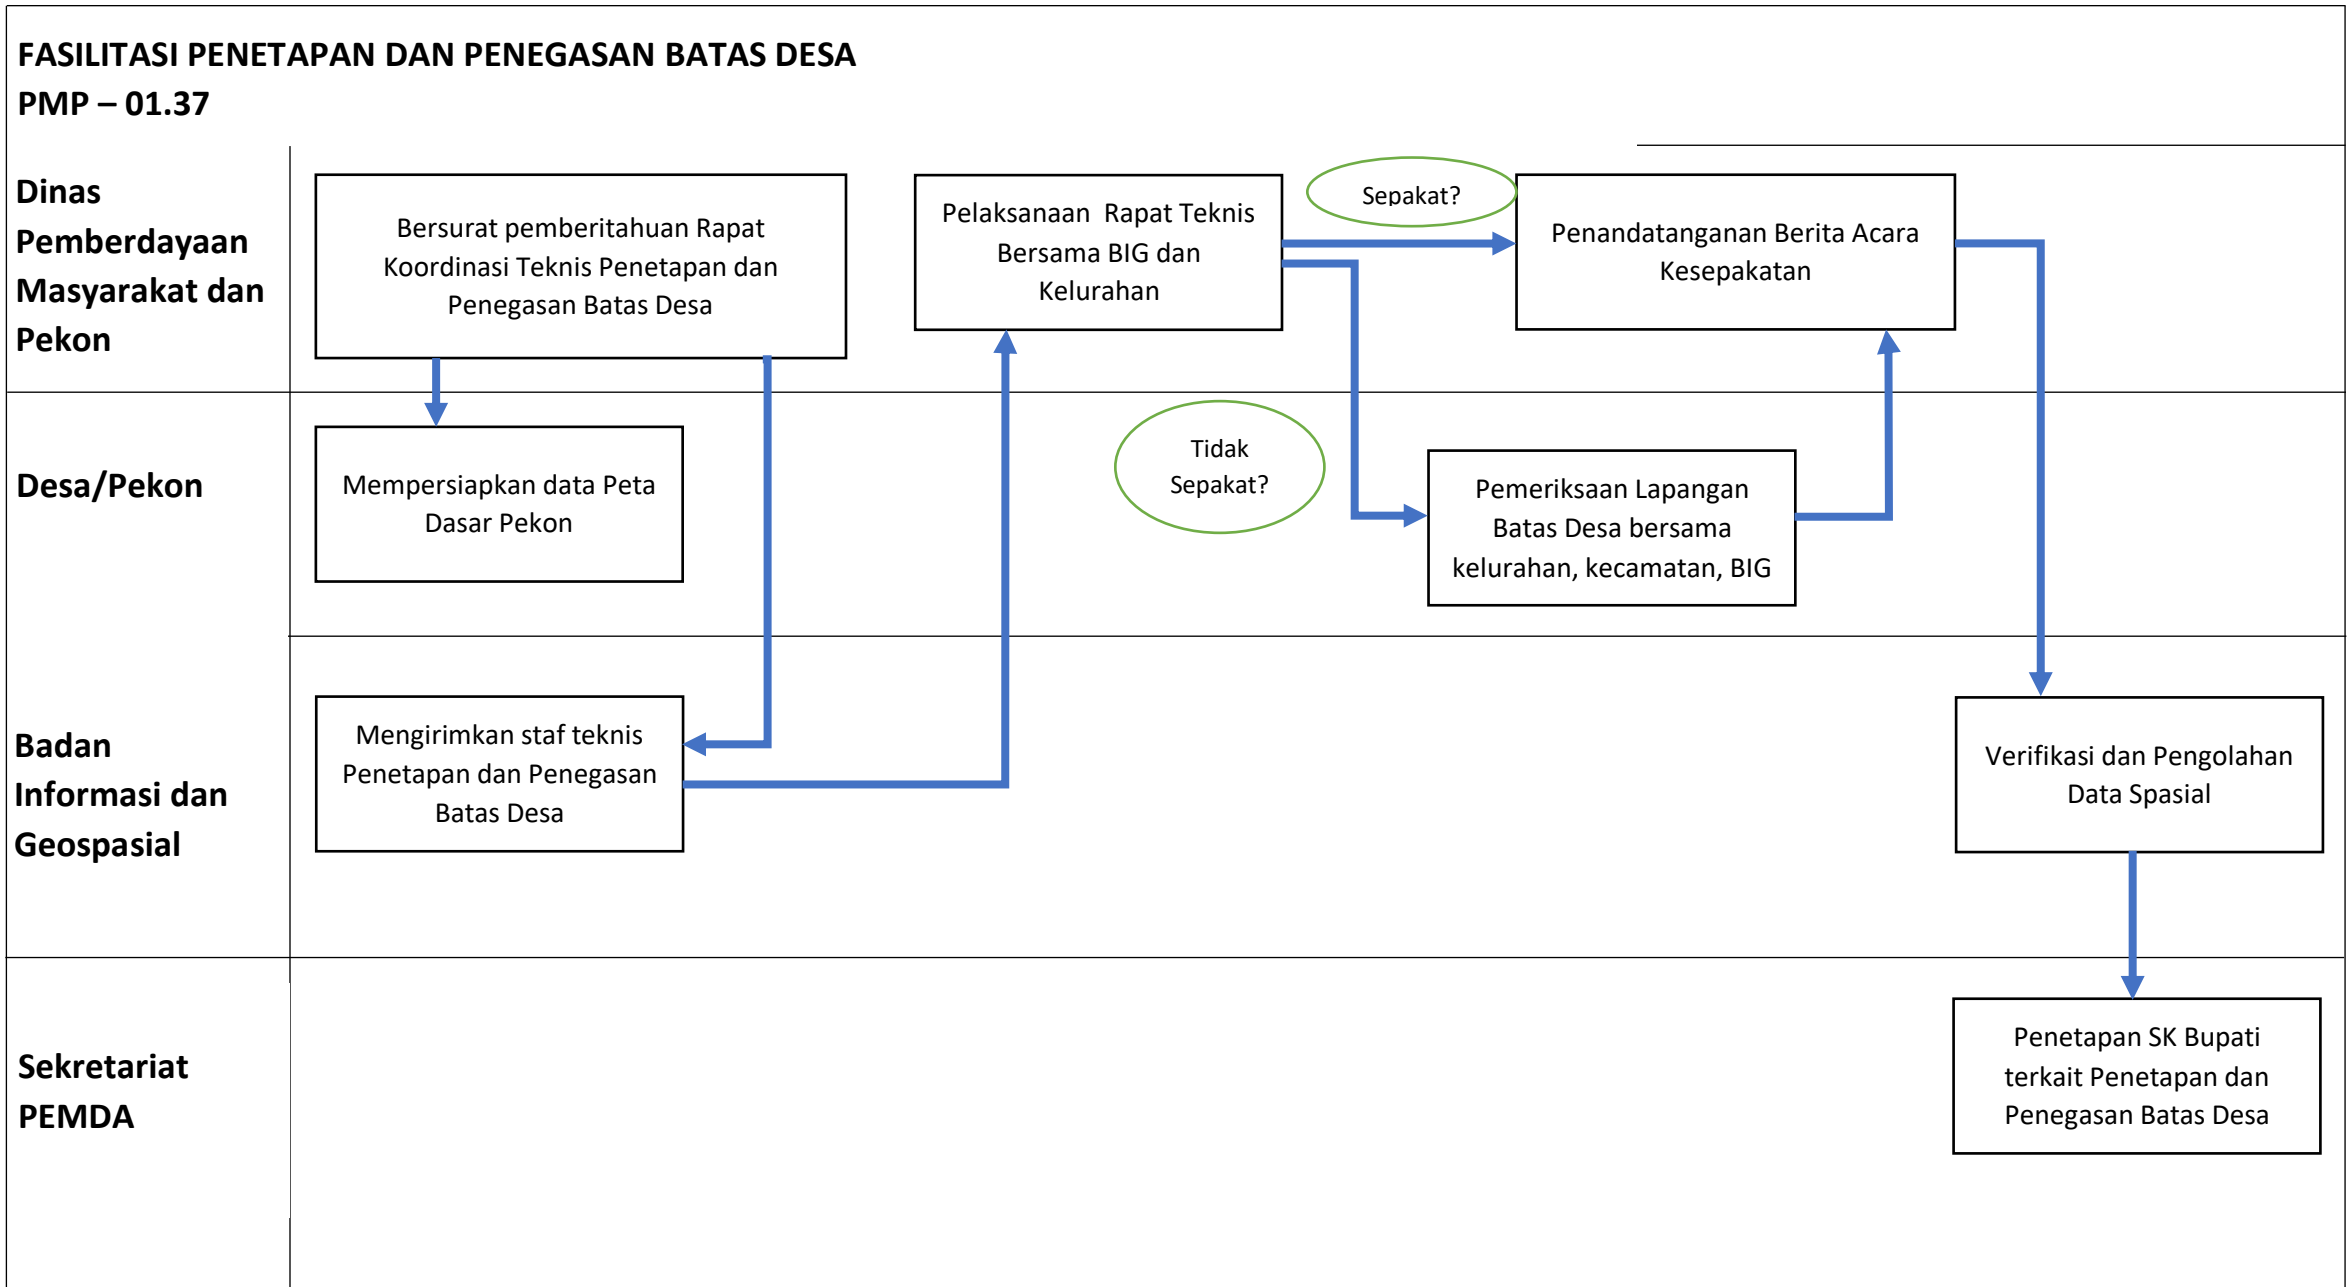 FASILITASI PENETAPAN DAN PENEGASAN BATAS DESA
PMP – 01.37
Dinas
Pemberdayaan
Masyarakat dan
Pekon
Bersurat pemberitahuan Rapat
Koordinasi Teknis Penetapan dan
Penegasan Batas Desa
Pelaksanaan Rapat Teknis
Bersama BIG dan
Kelurahan
Sepakat?
Penandatanganan Berita Acara
Kesepakatan
Desa/Pekon
Mempersiapkan data Peta
Dasar Pekon
Tidak
Sepakat?
Pemeriksaan Lapangan
Batas Desa bersama
kelurahan, kecamatan, BIG
Badan
Informasi dan
Geospasial
Mengirimkan staf teknis
Penetapan dan Penegasan
Batas Desa
Verifikasi dan Pengolahan
Data Spasial
Sekretariat
PEMDA
Penetapan SK Bupati
terkait Penetapan dan
Penegasan Batas Desa